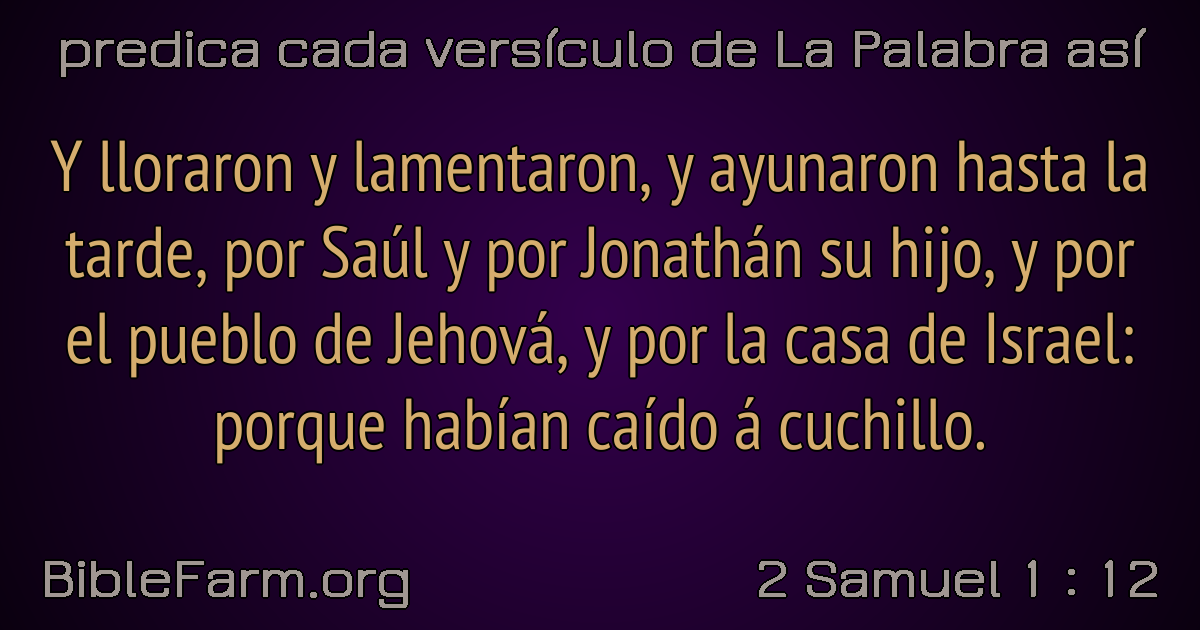 predica cada versículo de La Palabra así
Y lloraron y lamentaron, y ayunaron hasta la
tarde, por Saúl y por Jonathán su hijo, y por
el pueblo de Jehová, y por la casa de Israel:
porque habían caído á cuchillo.
BibleFarm.org
2 Samuel 1 : 12